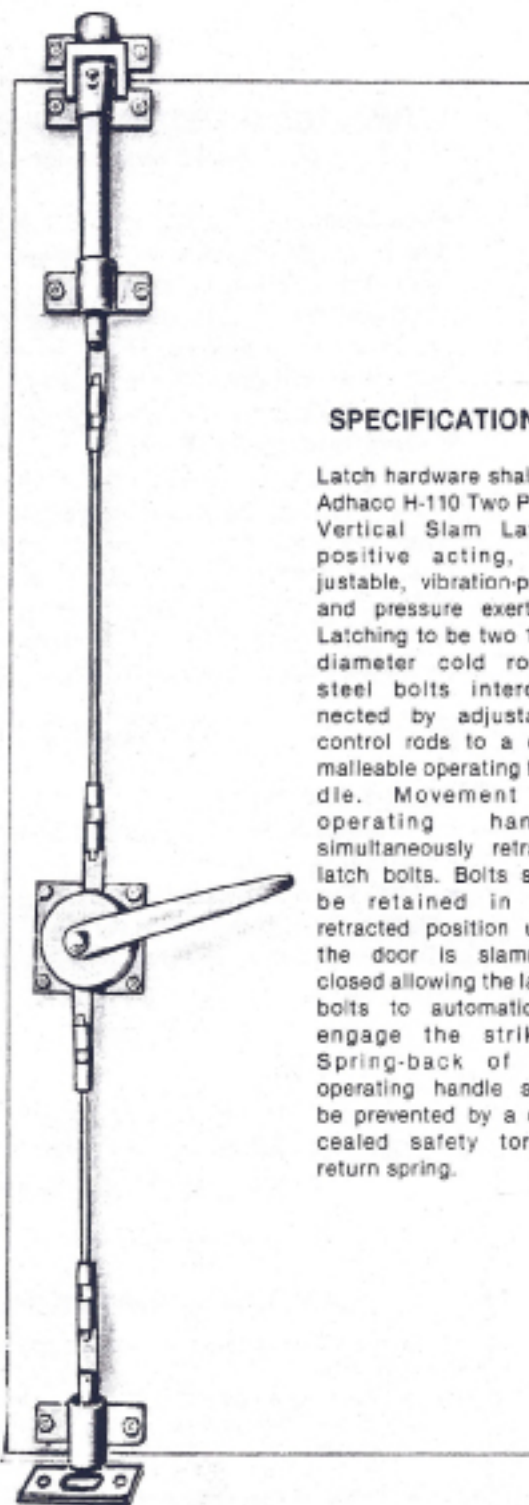 SPECIFICATION
Latch hardware shal
Adhaco H-110 Two P
Vertical Slam La
positive acting,
justable, vibration-p
and pressure exert
Latching to be two
diameter cold ro
steel bolts interc
nected by adjusta
control rods to a
malleable operating
dle. Movement
operating han
simultaneously retra
latch bolts. Bolts s
be retained in
retracted position u
the door is slam
closed allowing the la
bolts to automatic
engage the strik
Spring-back of
operating handle s
be prevented by a
cealed safety tor
return spring.